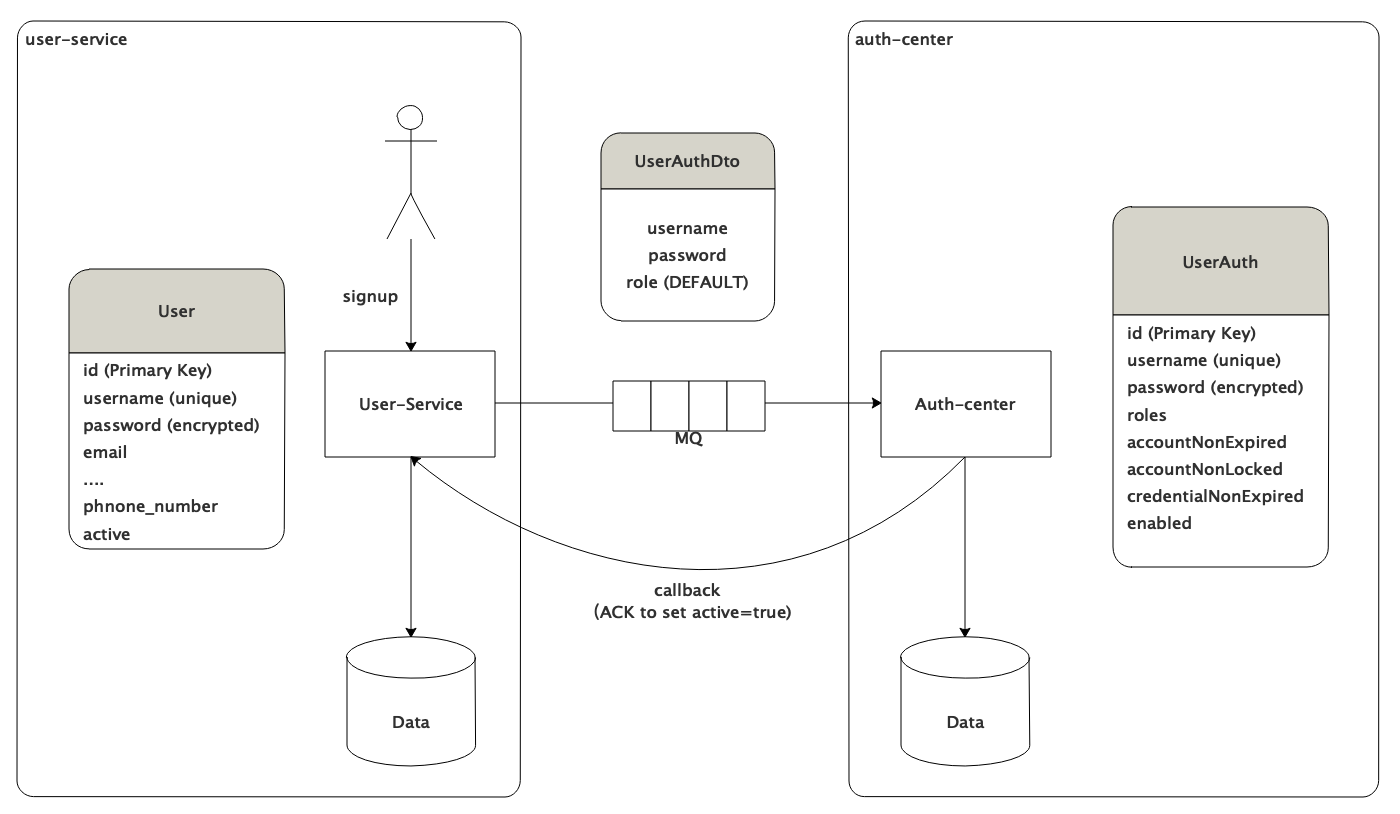 user-service
auth-center
UserAuthDto
username
password
role (DEFAULT)
UserAuth
id (Primary Key)
username (unique)
password (encrypted)
roles
accountNonExpired
accountNonLocked
credentialNonExpired
enabled
signup
User
id (Primary Key)
username (unique)
password (encrypted)
email
....
phnone_number
active
User-Service
MQ
Auth-center
callback
(ACK to set active=true)
Data
Data